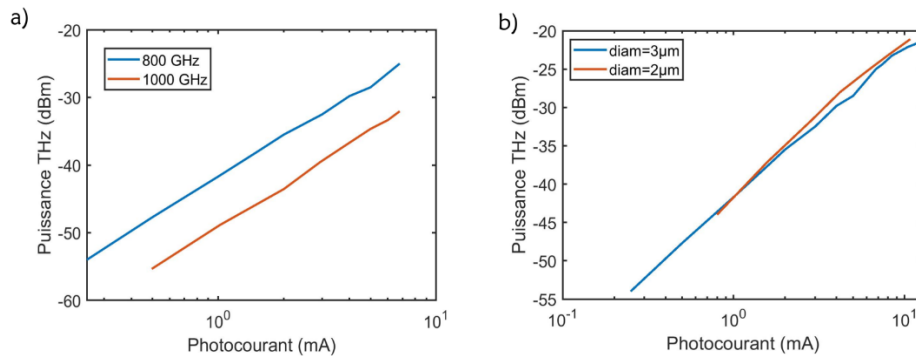 a)
-20
-30
-40
-50
-60
Puissance THz (dBm)
800 GHz
1000 GHz
10^0
10^1
Photocourant (mA)
b)
-20
-25
-30
-35
-40
-45
-50
-55
Puissance THz (dBm)
diam=3μm
diam=2μm
10^-1
10^0
10^1
Photocourant (mA)